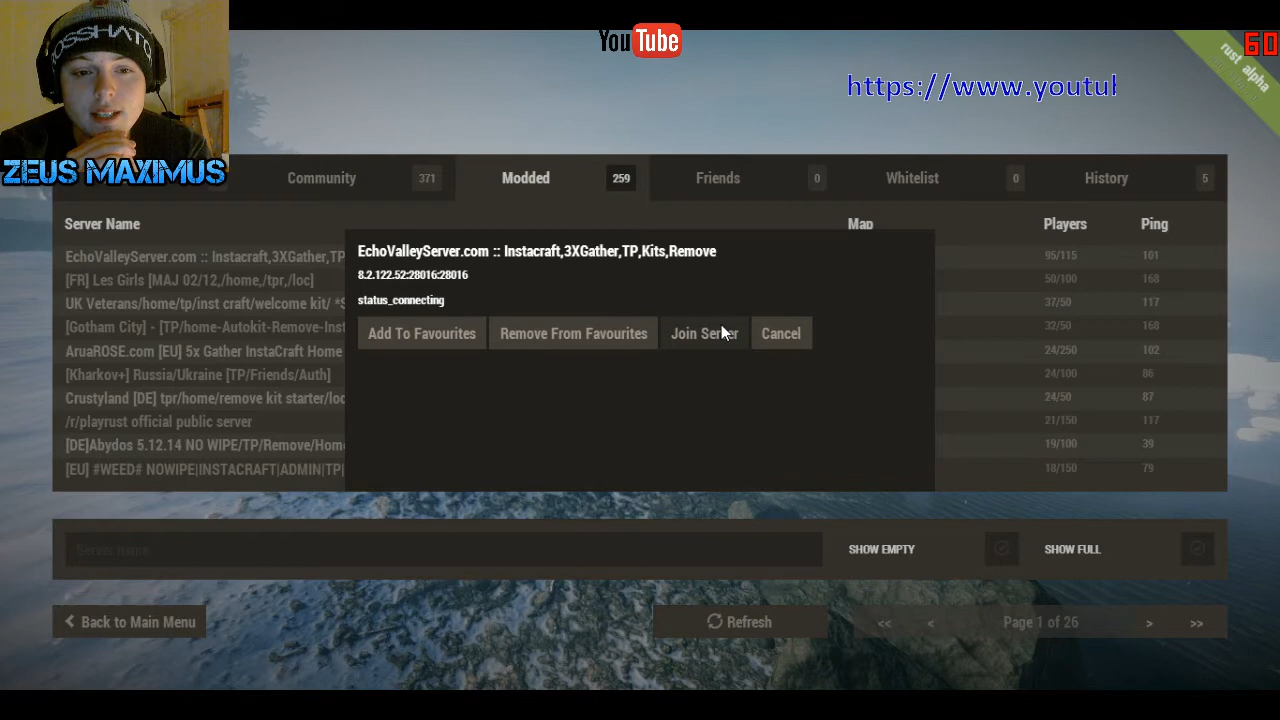 YouTube
60
rust alpha
https://www.youtu
ZEUS MAXIMUS
Community 371 Modded 259 Friends 0 Whitelist 0 History 5
Server Name Map Players Ping
EchoValleyServer.com :: Instacraft,3XGather,TP 95/115 101
[FR] Les Girls [MAJ 02/12,/home,/tpr,/loc] 50/100 168
UK Veterans/home/tp/inst craft/welcome kit/ *S 37/50 117
[Gotham City] - [TP/home-Autokit-Remove-Inst 32/50 168
AruaROSE.com [EU] 5x Gather InstaCraft Home 24/250 102
[Kharkov+] Russia/Ukraine [TP/Friends/Auth] 24/100 86
Crustyland [DE] tpr/home/remove kit starter/loc 24/50 87
/r/playrust official public server 21/150 117
[DE]Abydos 5.12.14 NO WIPE/TP/Remove/Hom 19/100 39
[EU] #WEED# NOWIPE|INSTACRAFT|ADMIN|TP| 18/150 79
EchoValleyServer.com :: Instacraft,3XGather,TP,Kits,Remove
8.2.122.52:28016:28016
status_connecting
Add To Favourites Remove From Favourites Join Server Cancel
Server name SHOW EMPTY SHOW FULL
Back to Main Menu Refresh << < Page 1 of 26 > >>